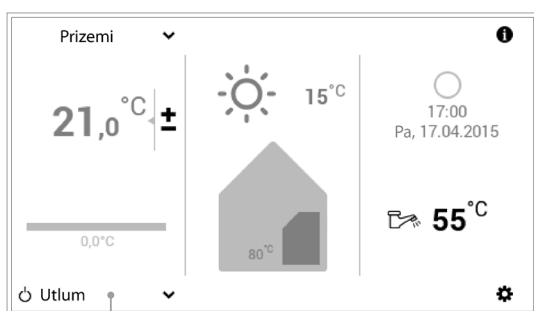 Prizemi
21,0 °C ±
0,0°C
Utlum
15°C
80°C
17:00
Pa, 17.04.2015
55°C